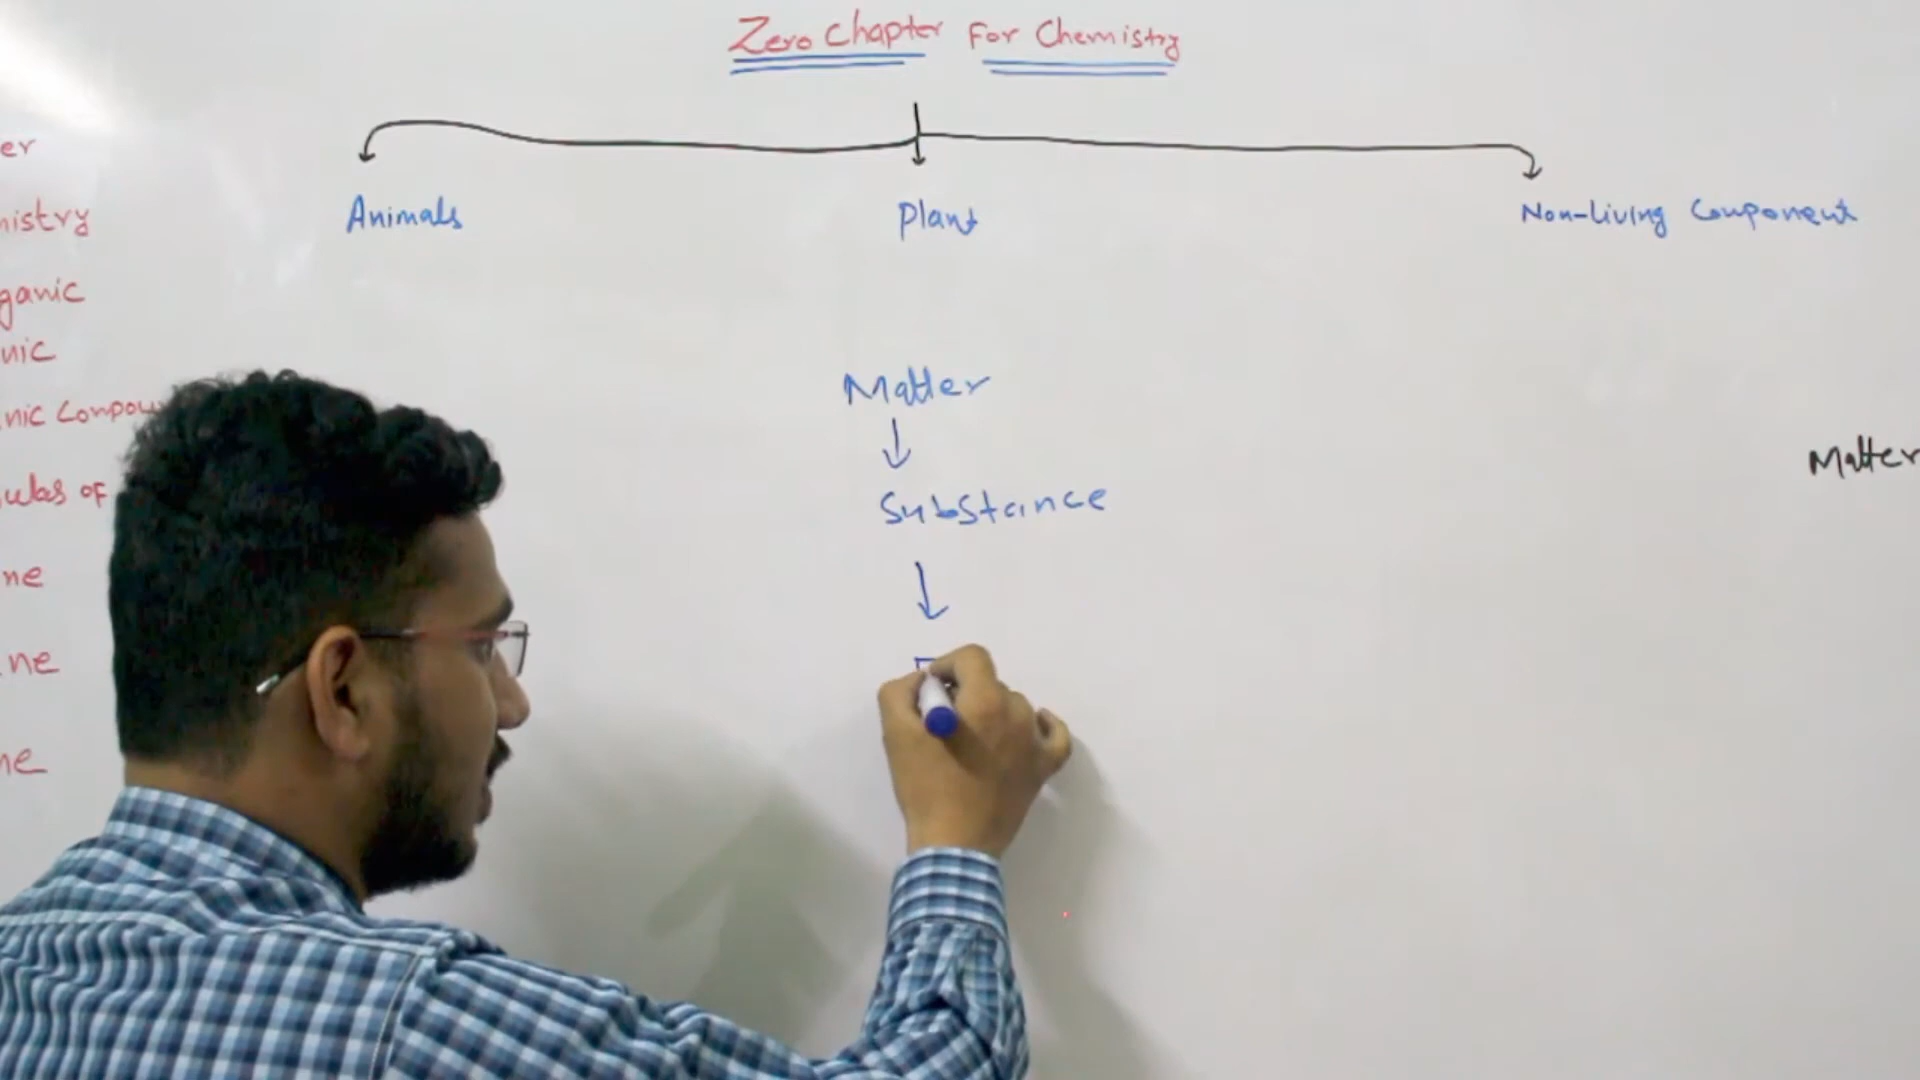 Zero Chapter For Chemistry
Animals
Plant
Non-Living Component
Matter
Substance
Matter
er
nistry
ganic
nic
nic Compou
ulas of
ne
ne
ne